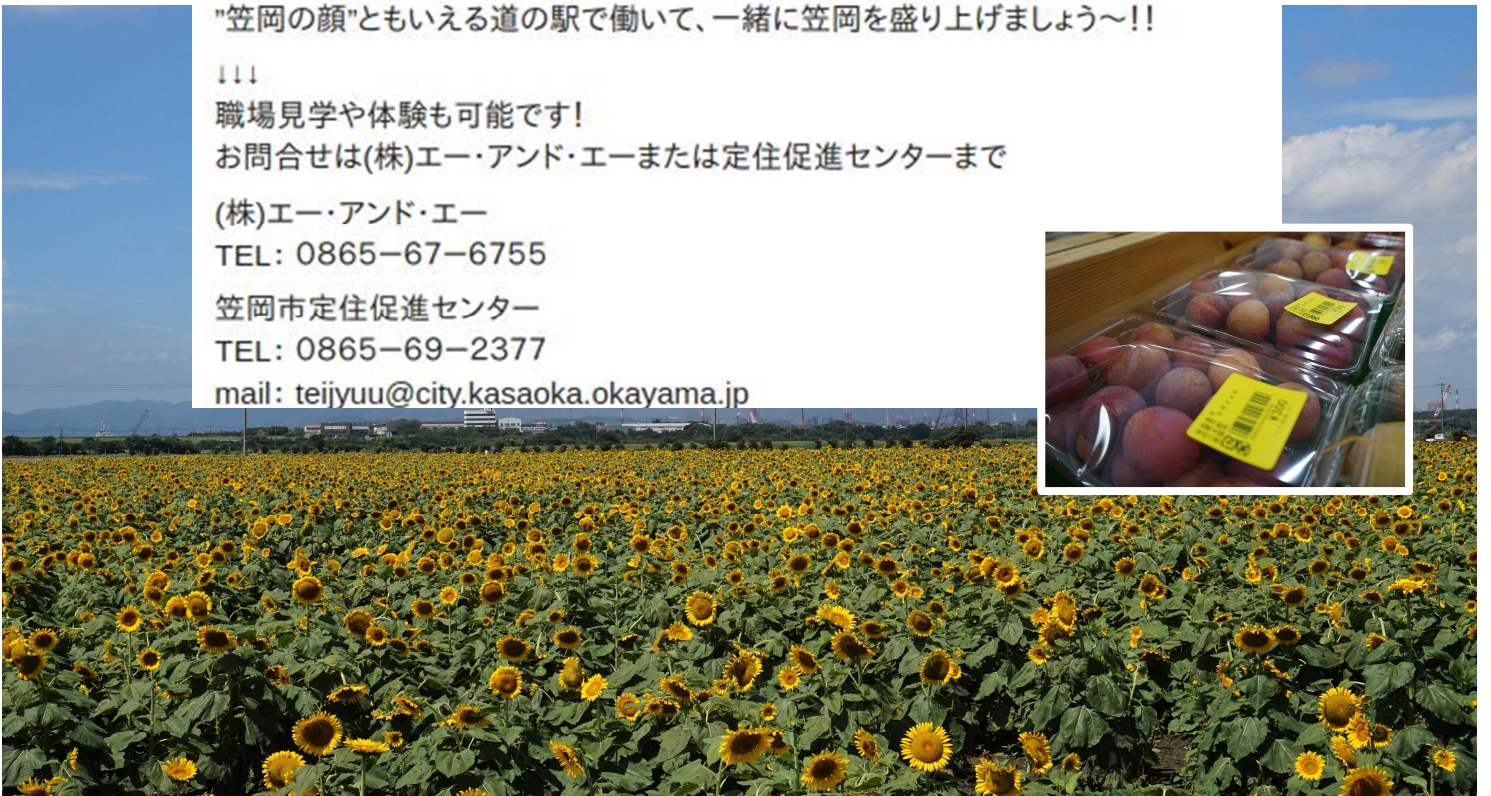 ”笠岡の顔”ともいえる道の駅で働いて、一緒に笠岡を盛り上げましょう～!!
↓↓↓
職場見学や体験も可能です!
お問合せは(株)エー・アンド・エーまたは定住促進センターまで
(株)エー・アンド・エー
TEL: 0865－67－6755
笠岡市定住促進センター
TEL: 0865－69－2377
mail: teijyuu@city.kasaoka.okayama.jp